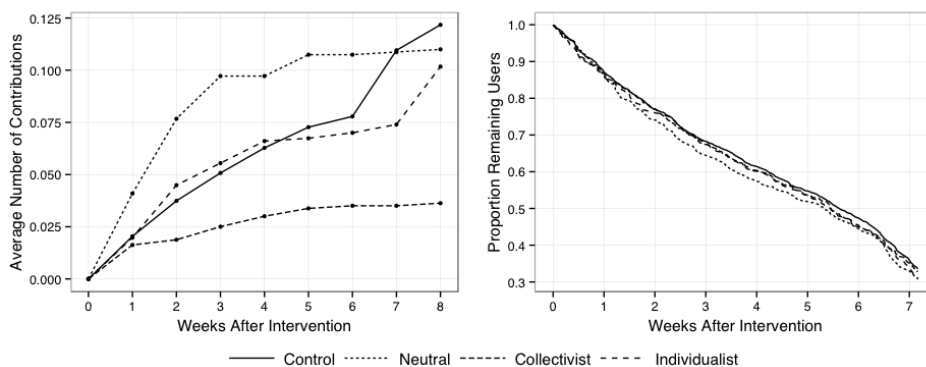 0.125
0.100
0.075
0.050
0.025
0.000
Average Number of Contributions
0 1 2 3 4 5 6 7 8
Weeks After Intervention
1.0
0.9
0.8
0.7
0.6
0.5
0.4
0.3
Proportion Remaining Users
0 1 2 3 4 5 6 7
Weeks After Intervention
Control Neutral Collectivist Individualist